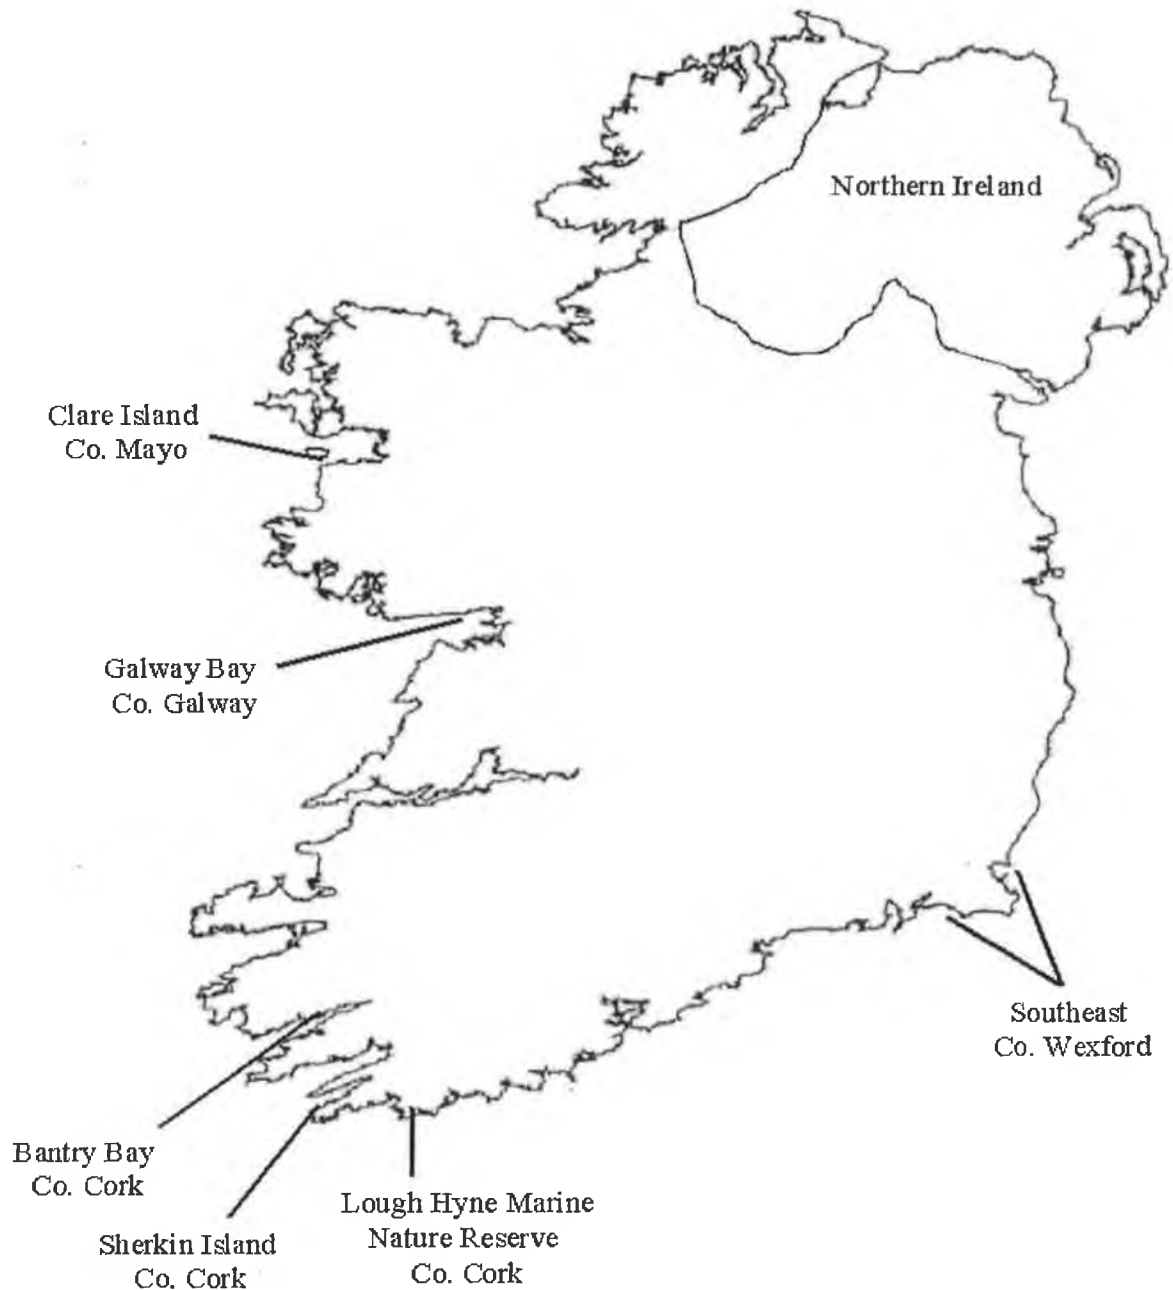 Northern Ireland
Clare Island
Co. Mayo
Galway Bay
Co. Galway
Southeast
Co. Wexford
Bantry Bay
Co. Cork
Sherkin Island
Co. Cork
Lough Hyne Marine
Nature Reserve
Co. Cork